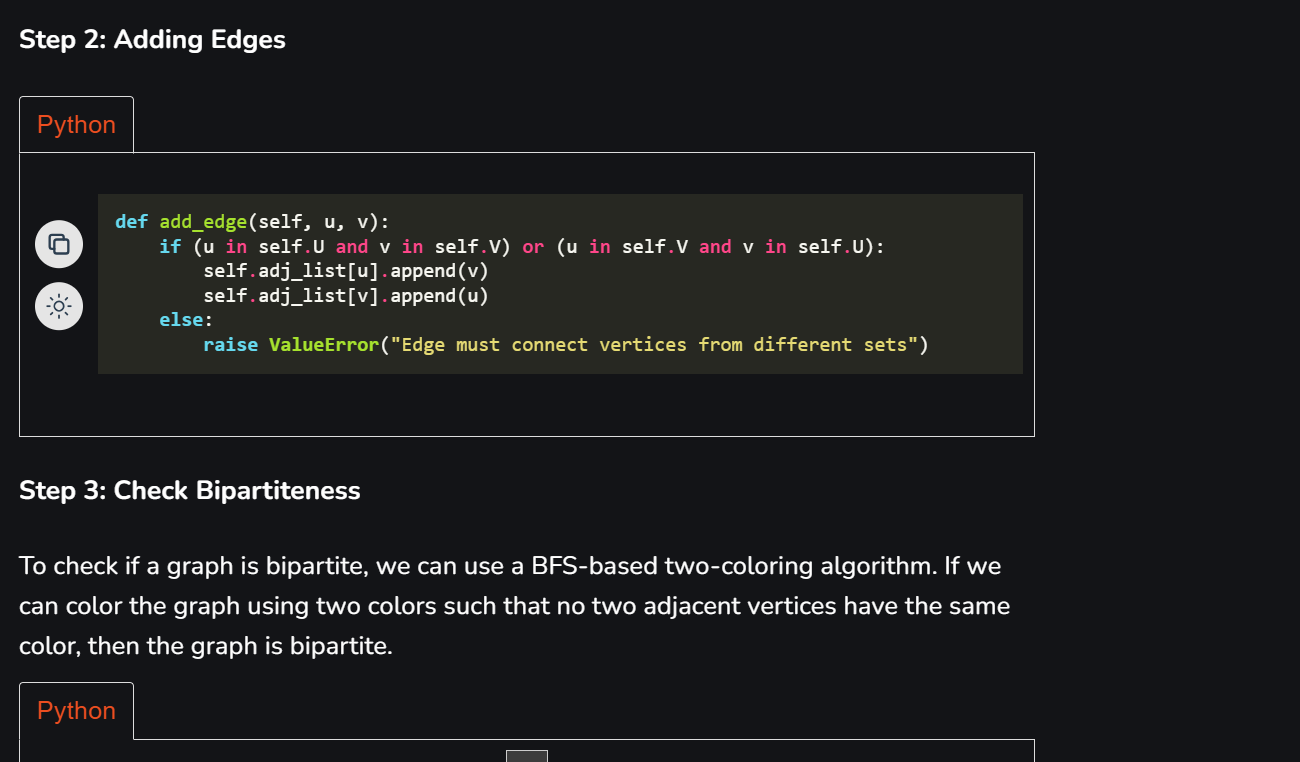 Step 2: Adding Edges
Python
def add_edge(self, u, v):
    if (u in self.U and v in self.V) or (u in self.V and v in self.U):
        self.adj_list[u].append(v)
        self.adj_list[v].append(u)
    else:
        raise ValueError("Edge must connect vertices from different sets")
Step 3: Check Bipartiteness
To check if a graph is bipartite, we can use a BFS-based two-coloring algorithm. If we
can color the graph using two colors such that no two adjacent vertices have the same
color, then the graph is bipartite.
Python